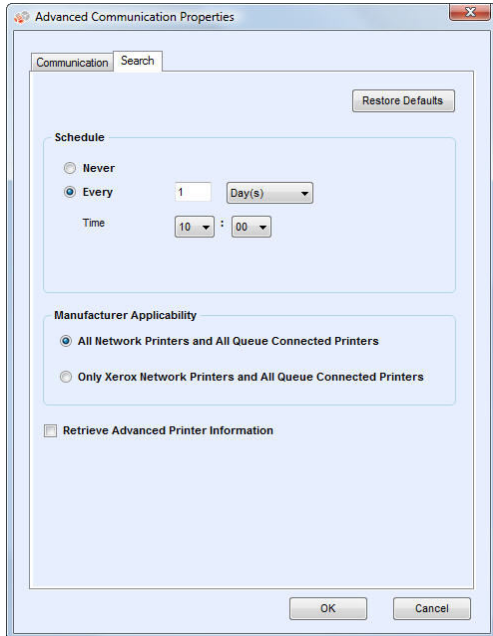 Advanced Communication Properties
Communication Search
Restore Defaults
Schedule
Never
Every 1 Day(s)
Time 10 : 00
Manufacturer Applicability
All Network Printers and All Queue Connected Printers
Only Xerox Network Printers and All Queue Connected Printers
Retrieve Advanced Printer Information
OK Cancel